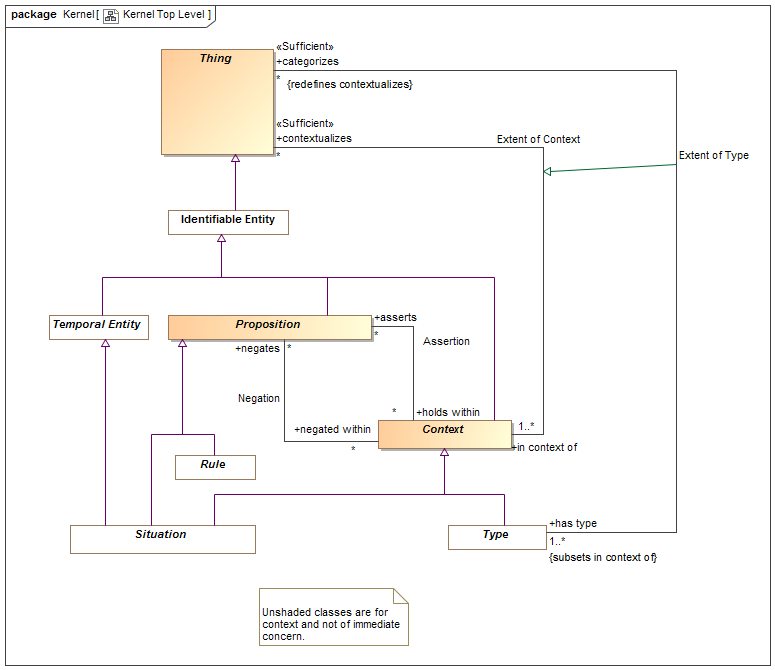 package Kernel[ Kernel Top Level ]
«Sufficient»
+categorizes
Thing
*
{redefines contextualizes}
«Sufficient»
+contextualizes
*
Extent of Context
Extent of Type
Identifiable Entity
Temporal Entity
Proposition
+asserts
*
+negates
*
Assertion
Negation
*
+holds within
+negated within
*
Context
1..*
+in context of
Rule
Situation
Type
+has type
1..*
{subsets in context of}
Unshaded classes are for
context and not of immediate
concern.